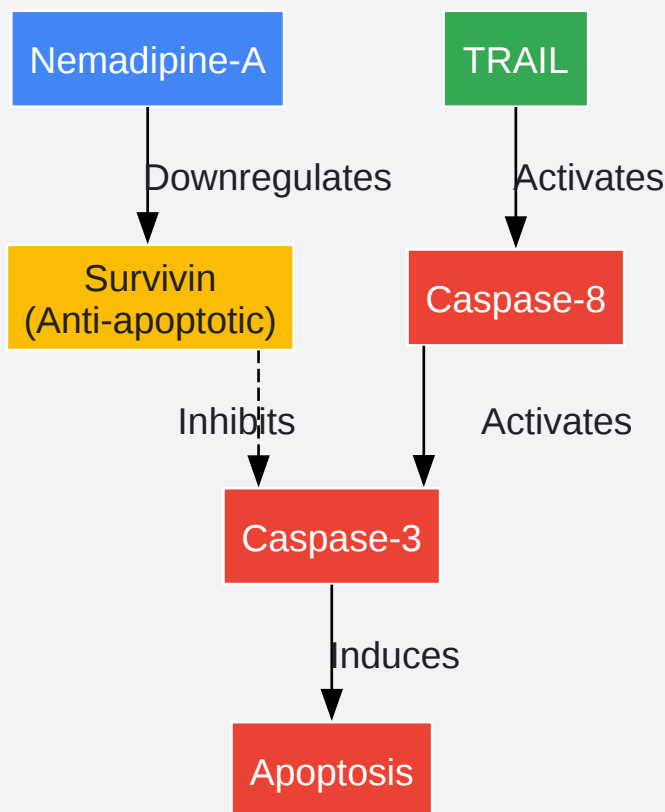 Nemadipine-A
TRAIL
Downregulates
Activates
Survivin
(Anti-apoptotic)
Caspase-8
Inhibits
Activates
Caspase-3
Induces
Apoptosis